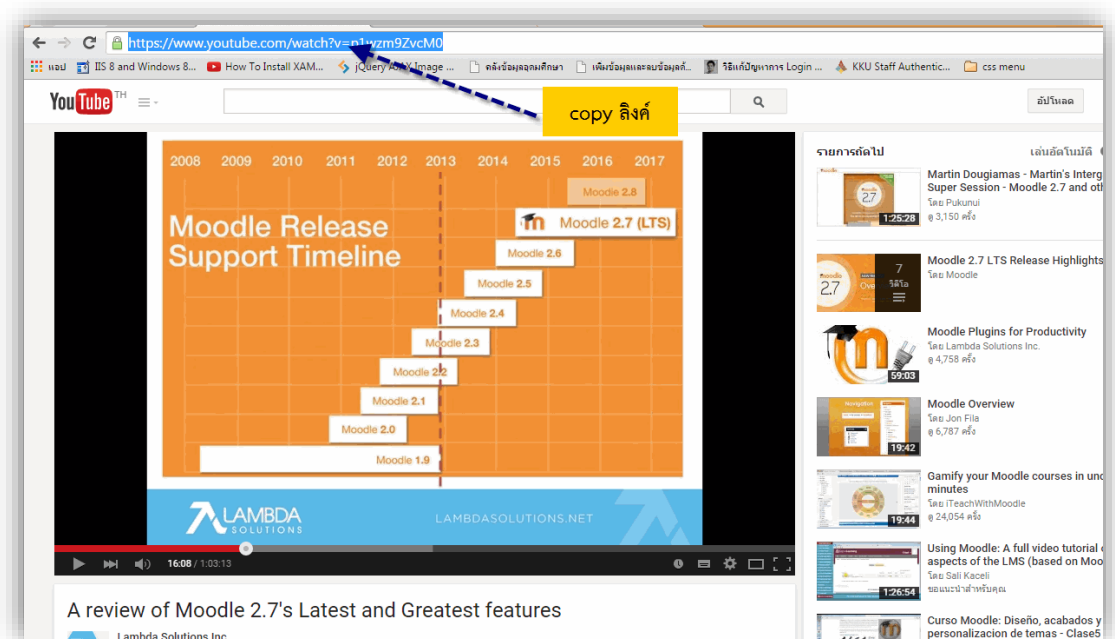 https://www.youtube.com/watch?v=p1wzm9ZvcM0
แอป IIS 8 and Windows 8... How To Install XAM... jQuery AJAX Image ... คลังข้อมูลอุดมศึกษา เพิ่มข้อมูลและลบข้อมูลด้... วิธีแก้ปัญหาการ Login ... KKU Staff Authentic... css menu
YouTube TH
copy ลิงค์
อัปโหลด
2008 2009 2010 2011 2012 2013 2014 2015 2016 2017
Moodle Release
Support Timeline
Moodle 2.8
Moodle 2.7 (LTS)
Moodle 2.6
Moodle 2.5
Moodle 2.4
Moodle 2.3
Moodle 2.2
Moodle 2.1
Moodle 2.0
Moodle 1.9
LAMBDA
SOLUTIONS
LAMBDASOLUTIONS.NET
16:08 / 1:03:13
A review of Moodle 2.7's Latest and Greatest features
Lambda Solutions Inc.
รายการถัดไป
เล่นอัตโนมัติ
Martin Dougiamas - Martin's Interg
Super Session - Moodle 2.7 and oth
โดย Pukunui
ดู 3,150 ครั้ง
2.7
1:25:28
Moodle 2.7 LTS Release Highlights
โดย Moodle
2.7
7
วิดีโอ
Moodle Plugins for Productivity
โดย Lambda Solutions Inc.
ดู 4,758 ครั้ง
59:03
Moodle Overview
โดย Jon Fila
ดู 6,787 ครั้ง
Navigation
19:42
Gamify your Moodle courses in und
minutes
โดย iTeachWithMoodle
ดู 24,054 ครั้ง
19:44
Using Moodle: A full video tutorial o
aspects of the LMS (based on Moo
โดย Sali Kaceli
ขอแนะนำสำหรับคุณ
1:26:54
Curso Moodle: Diseño, acabados y
personalizacion de temas - Clase5